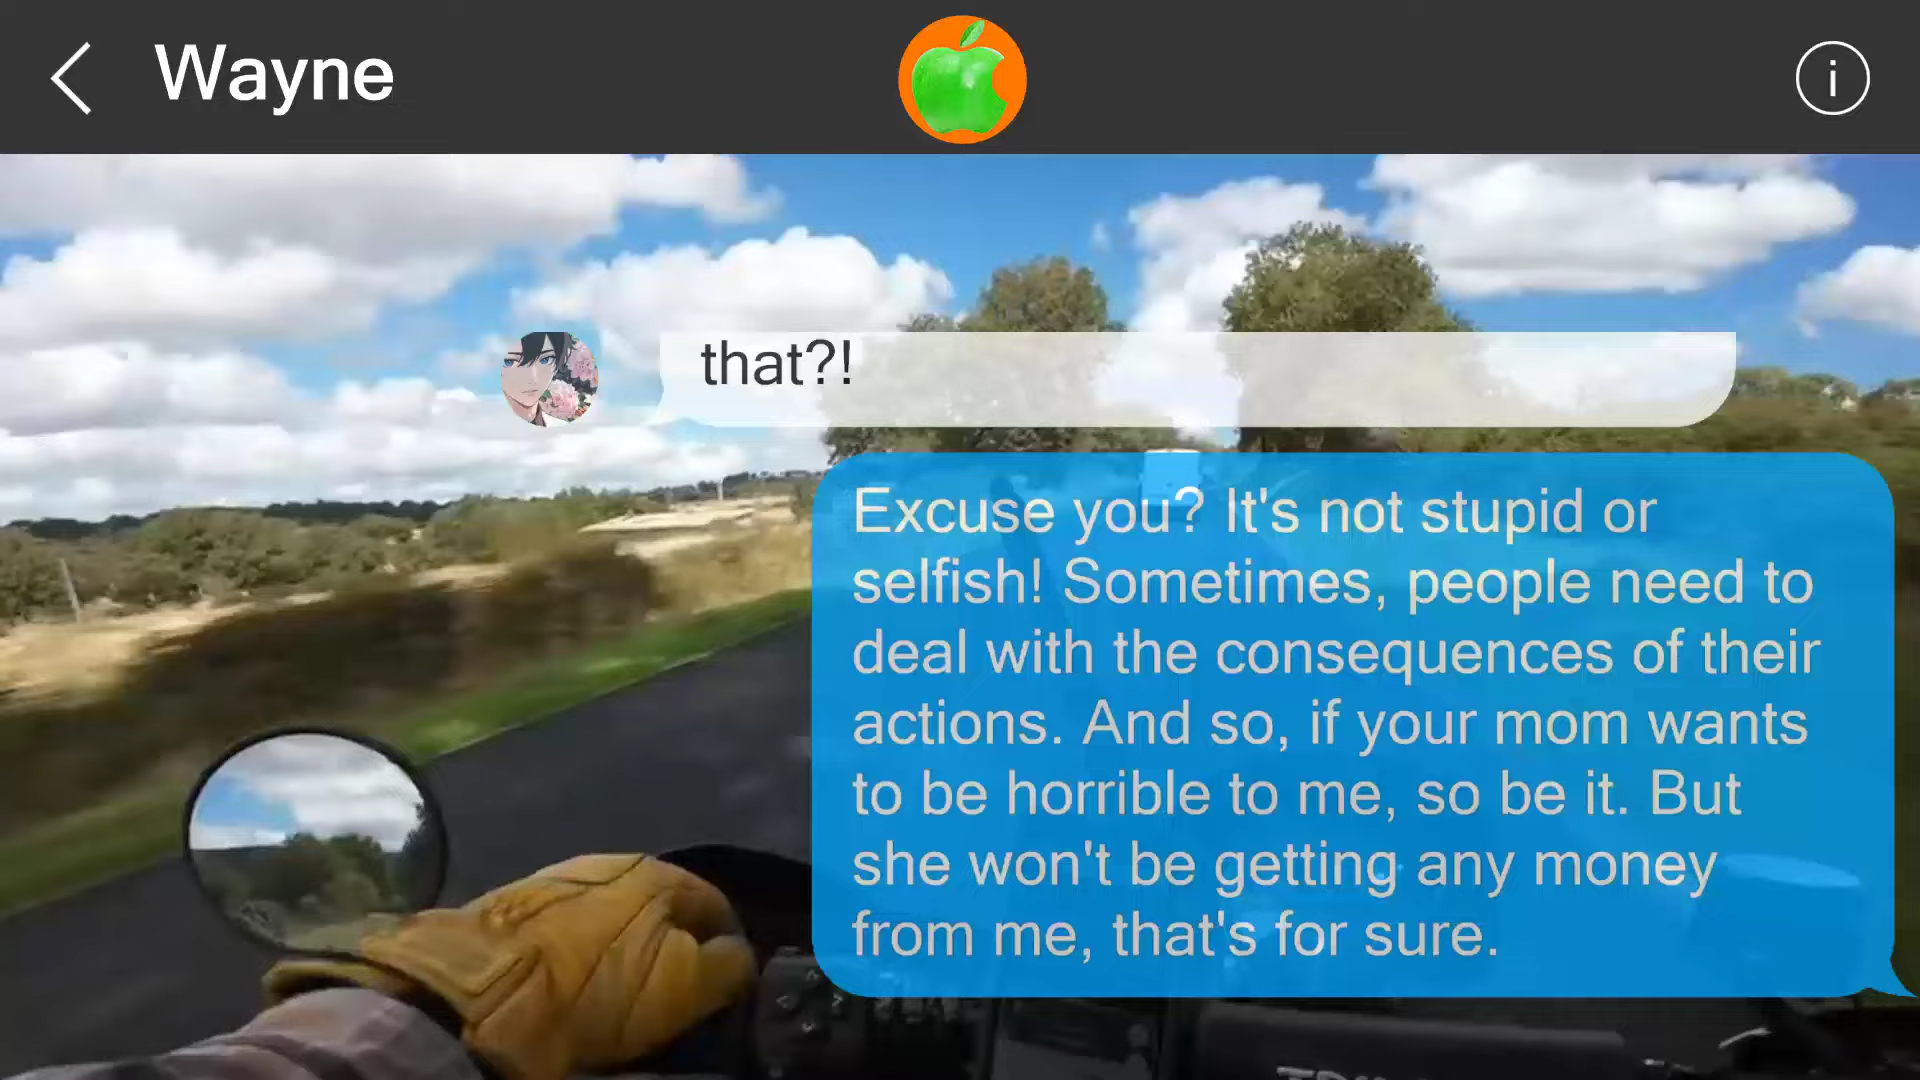 Wayne
i
that?!
Excuse you? It's not stupid or
selfish! Sometimes, people need to
deal with the consequences of their
actions. And so, if your mom wants
to be horrible to me, so be it. But
she won't be getting any money
from me, that's for sure.